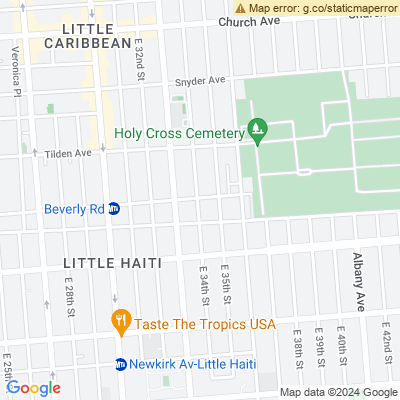 Map error: g.co/staticmaperror
LITTLE
CARIBBEAN
Church Ave
Church
Veronica Pl
E 32nd St
Snyder Ave
Holy Cross Cemetery
Tilden Ave
Beverly Rd
LITTLE HAITI
E 28th St
E 34th St
E 35th St
Albany Ave
Taste The Tropics USA
Newkirk Av-Little Haiti
E 25th
E 38th St
E 39th St
E 40th St
E 42nd St
Google
Map data ©2024 Google